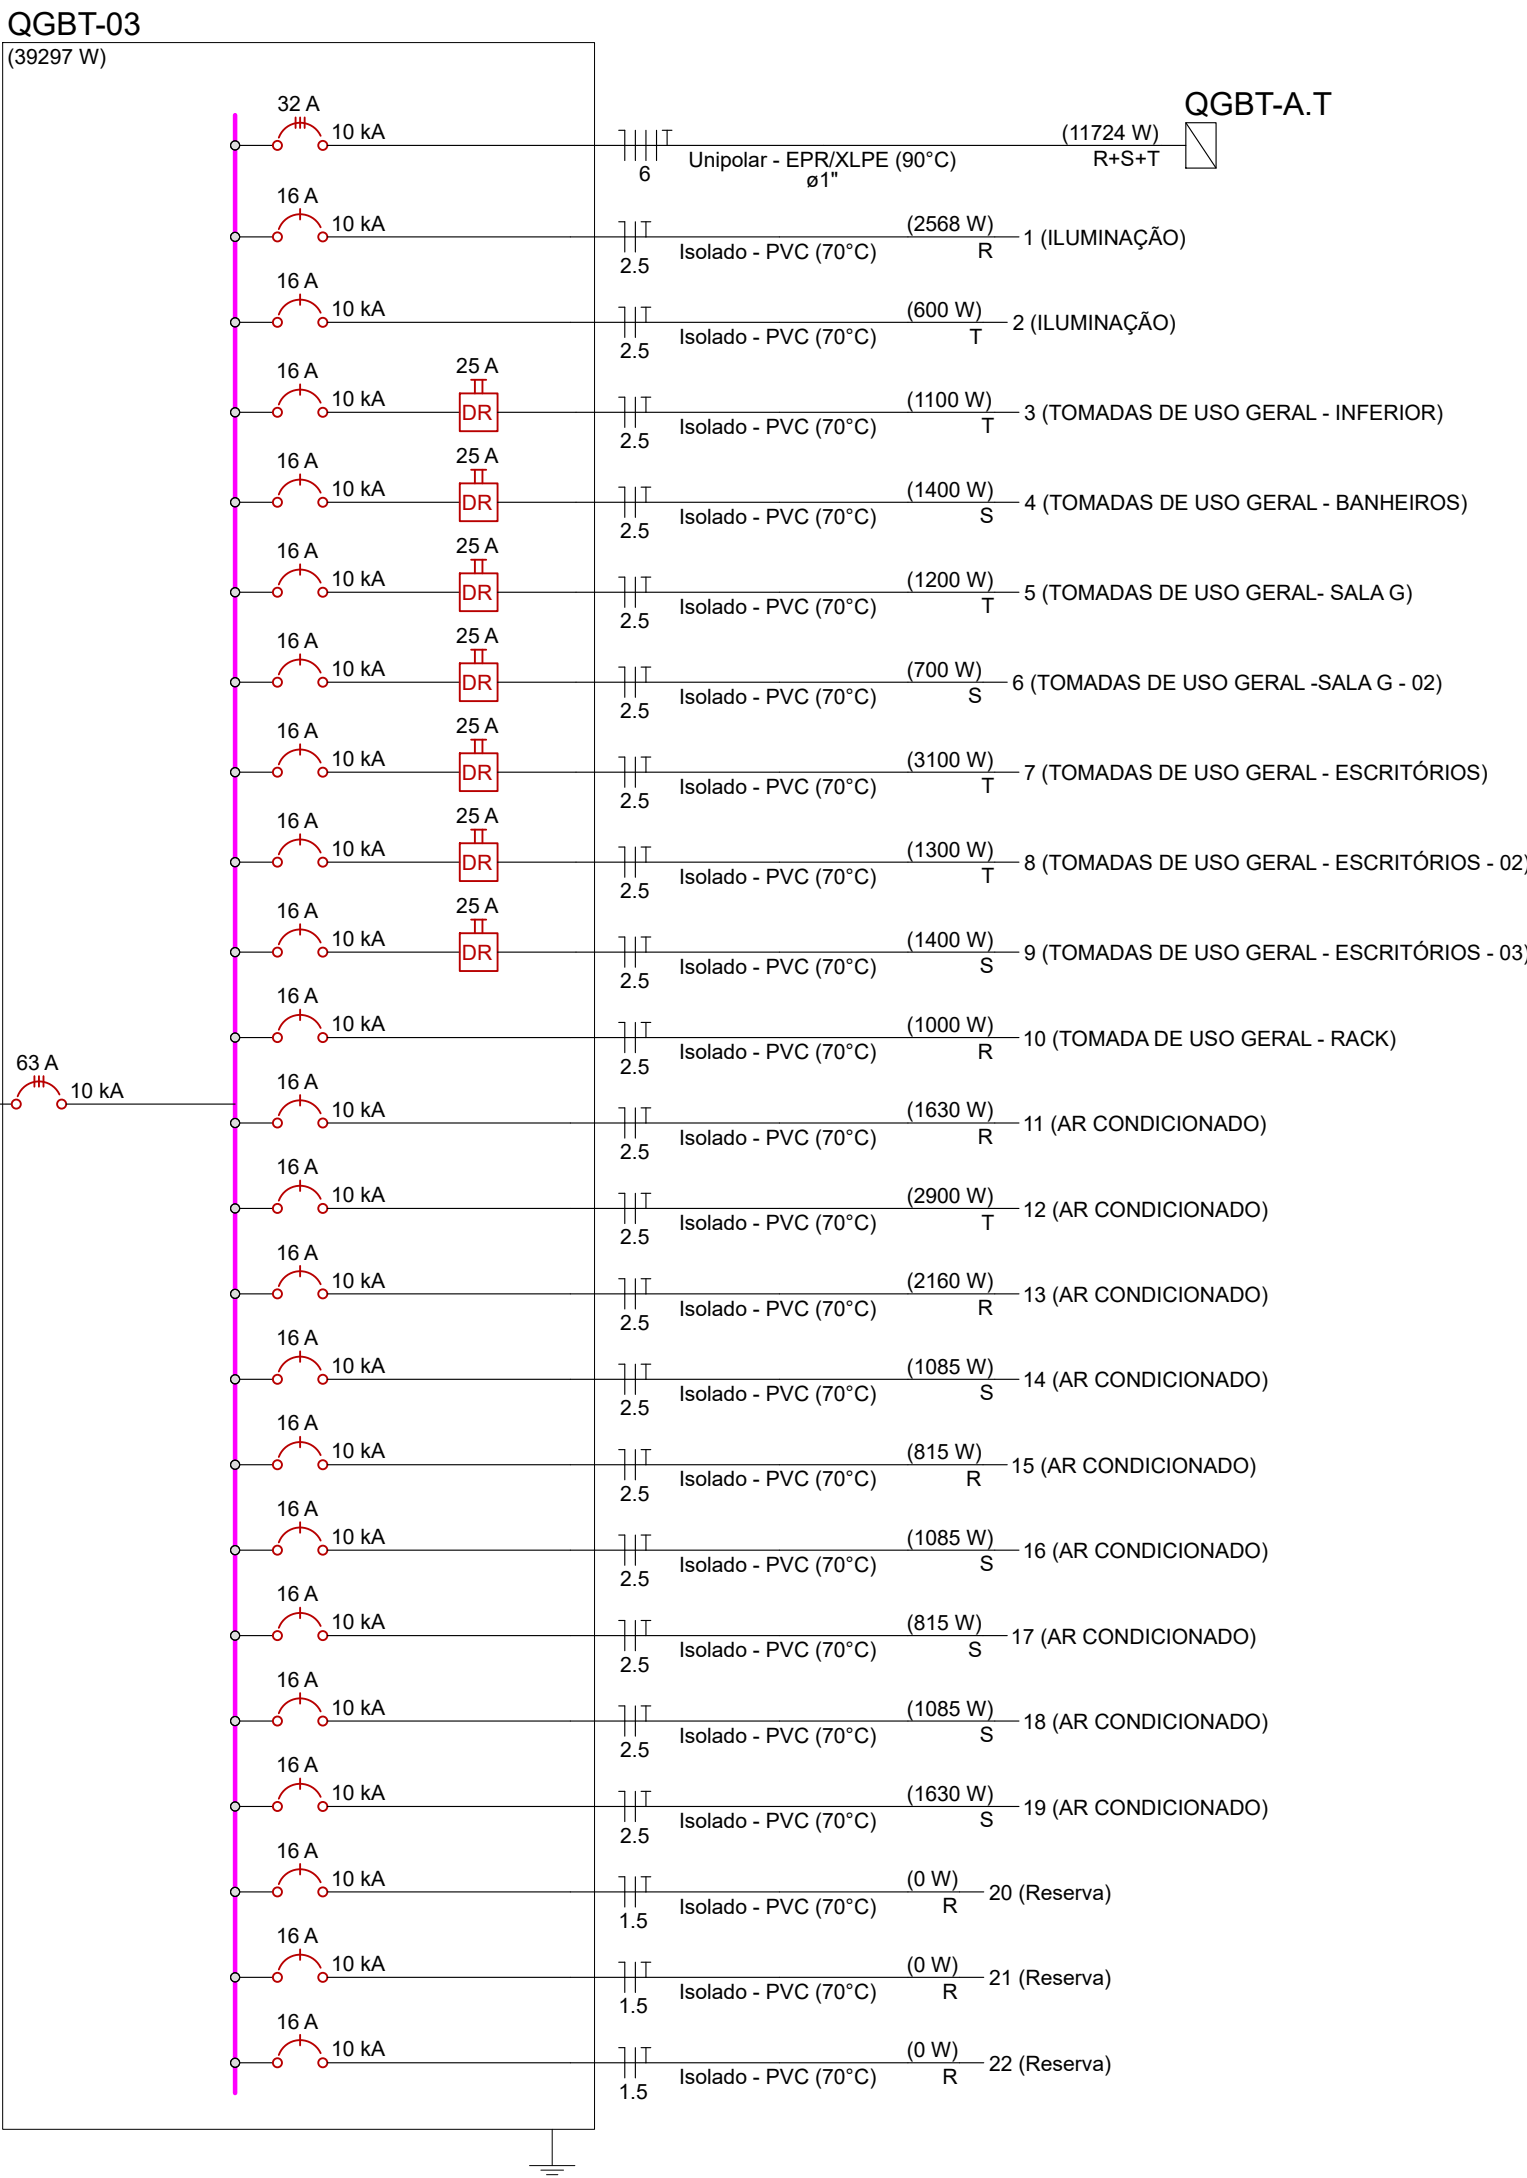 QGBT-03
(39297 W)
32 A
10 kA
6
Unipolar - EPR/XLPE (90°C)
ø1"
(11724 W)
R+S+T
QGBT-A.T
16 A
10 kA
2.5
Isolado - PVC (70°C)
(2568 W)
R
1 (ILUMINAÇÃO)
16 A
10 kA
2.5
Isolado - PVC (70°C)
(600 W)
T
2 (ILUMINAÇÃO)
16 A
10 kA
25 A
DR
2.5
Isolado - PVC (70°C)
(1100 W)
T
3 (TOMADAS DE USO GERAL - INFERIOR)
16 A
10 kA
25 A
DR
2.5
Isolado - PVC (70°C)
(1400 W)
S
4 (TOMADAS DE USO GERAL - BANHEIROS)
16 A
10 kA
25 A
DR
2.5
Isolado - PVC (70°C)
(1200 W)
T
5 (TOMADAS DE USO GERAL- SALA G)
16 A
10 kA
25 A
DR
2.5
Isolado - PVC (70°C)
(700 W)
S
6 (TOMADAS DE USO GERAL -SALA G - 02)
16 A
10 kA
25 A
DR
2.5
Isolado - PVC (70°C)
(3100 W)
T
7 (TOMADAS DE USO GERAL - ESCRITÓRIOS)
16 A
10 kA
25 A
DR
2.5
Isolado - PVC (70°C)
(1300 W)
T
8 (TOMADAS DE USO GERAL - ESCRITÓRIOS - 02)
16 A
10 kA
25 A
DR
2.5
Isolado - PVC (70°C)
(1400 W)
S
9 (TOMADAS DE USO GERAL - ESCRITÓRIOS - 03)
16 A
10 kA
2.5
Isolado - PVC (70°C)
(1000 W)
R
10 (TOMADA DE USO GERAL - RACK)
63 A
10 kA
16 A
10 kA
2.5
Isolado - PVC (70°C)
(1630 W)
R
11 (AR CONDICIONADO)
16 A
10 kA
2.5
Isolado - PVC (70°C)
(2900 W)
T
12 (AR CONDICIONADO)
16 A
10 kA
2.5
Isolado - PVC (70°C)
(2160 W)
R
13 (AR CONDICIONADO)
16 A
10 kA
2.5
Isolado - PVC (70°C)
(1085 W)
S
14 (AR CONDICIONADO)
16 A
10 kA
2.5
Isolado - PVC (70°C)
(815 W)
R
15 (AR CONDICIONADO)
16 A
10 kA
2.5
Isolado - PVC (70°C)
(1085 W)
S
16 (AR CONDICIONADO)
16 A
10 kA
2.5
Isolado - PVC (70°C)
(815 W)
S
17 (AR CONDICIONADO)
16 A
10 kA
2.5
Isolado - PVC (70°C)
(1085 W)
S
18 (AR CONDICIONADO)
16 A
10 kA
2.5
Isolado - PVC (70°C)
(1630 W)
S
19 (AR CONDICIONADO)
16 A
10 kA
1.5
Isolado - PVC (70°C)
(0 W)
R
20 (Reserva)
16 A
10 kA
1.5
Isolado - PVC (70°C)
(0 W)
R
21 (Reserva)
16 A
10 kA
1.5
Isolado - PVC (70°C)
(0 W)
R
22 (Reserva)